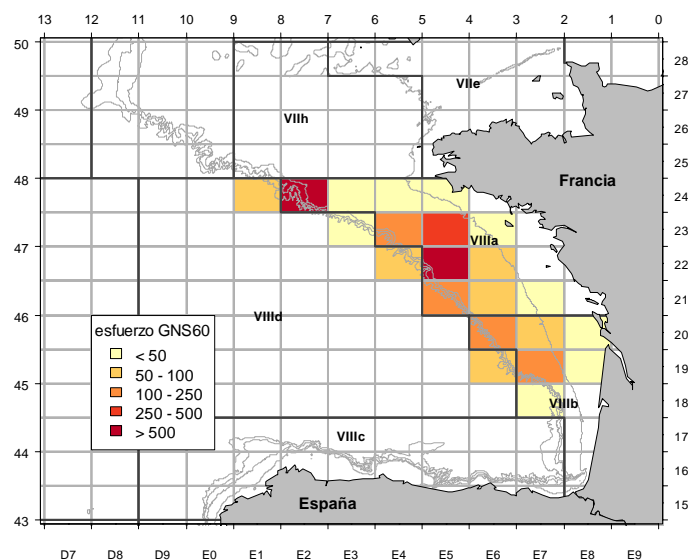 13 12 11 10 9 8 7 6 5 4 3 2 1 0
50
28
VIIe
49
27
VIIh
26
25
48
Francia
24
23
47
VIIIa
22
21
46
VIIId
esfuerzo GNS60
20
< 50
50 - 100
19
45
100 - 250
250 - 500
VIIIb
18
> 500
VIIIc
17
44
16
España
15
43
D7 D8 D9 E0 E1 E2 E3 E4 E5 E6 E7 E8 E9